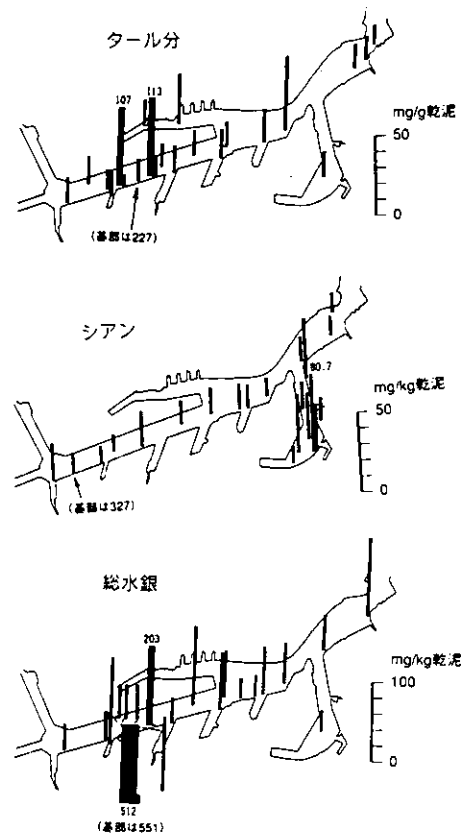 タール分
107
113
mg/g乾泥
50
0
(基部は227)
シアン
80.7
mg/kg乾泥
50
0
(基部は327)
総水銀
203
mg/kg乾泥
100
0
512
(基部は551)